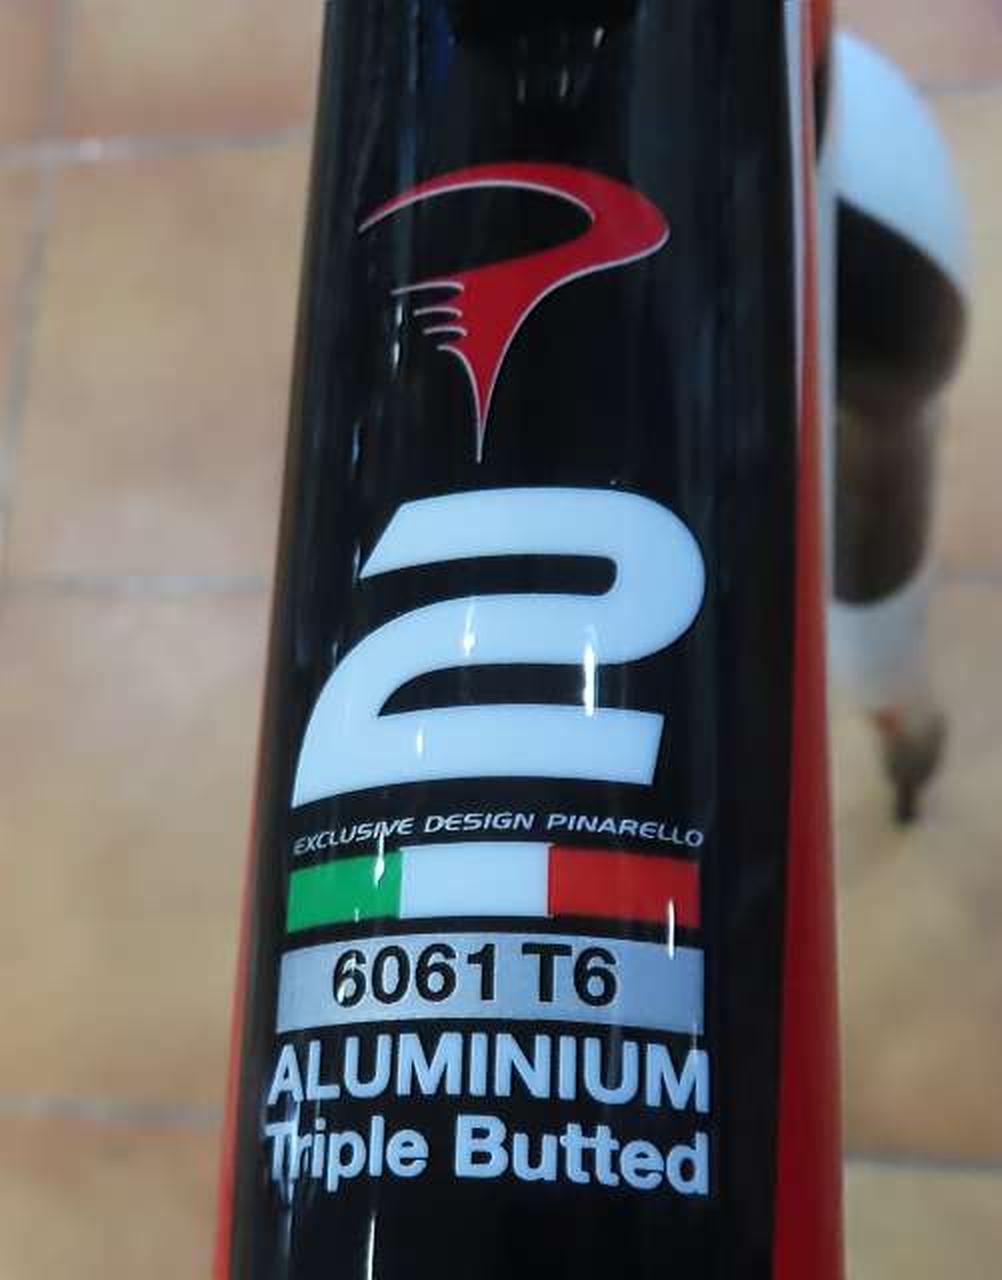 2
EXCLUSIVE DESIGN PINARELLO
6061 T6
ALUMINIUM
Triple Butted